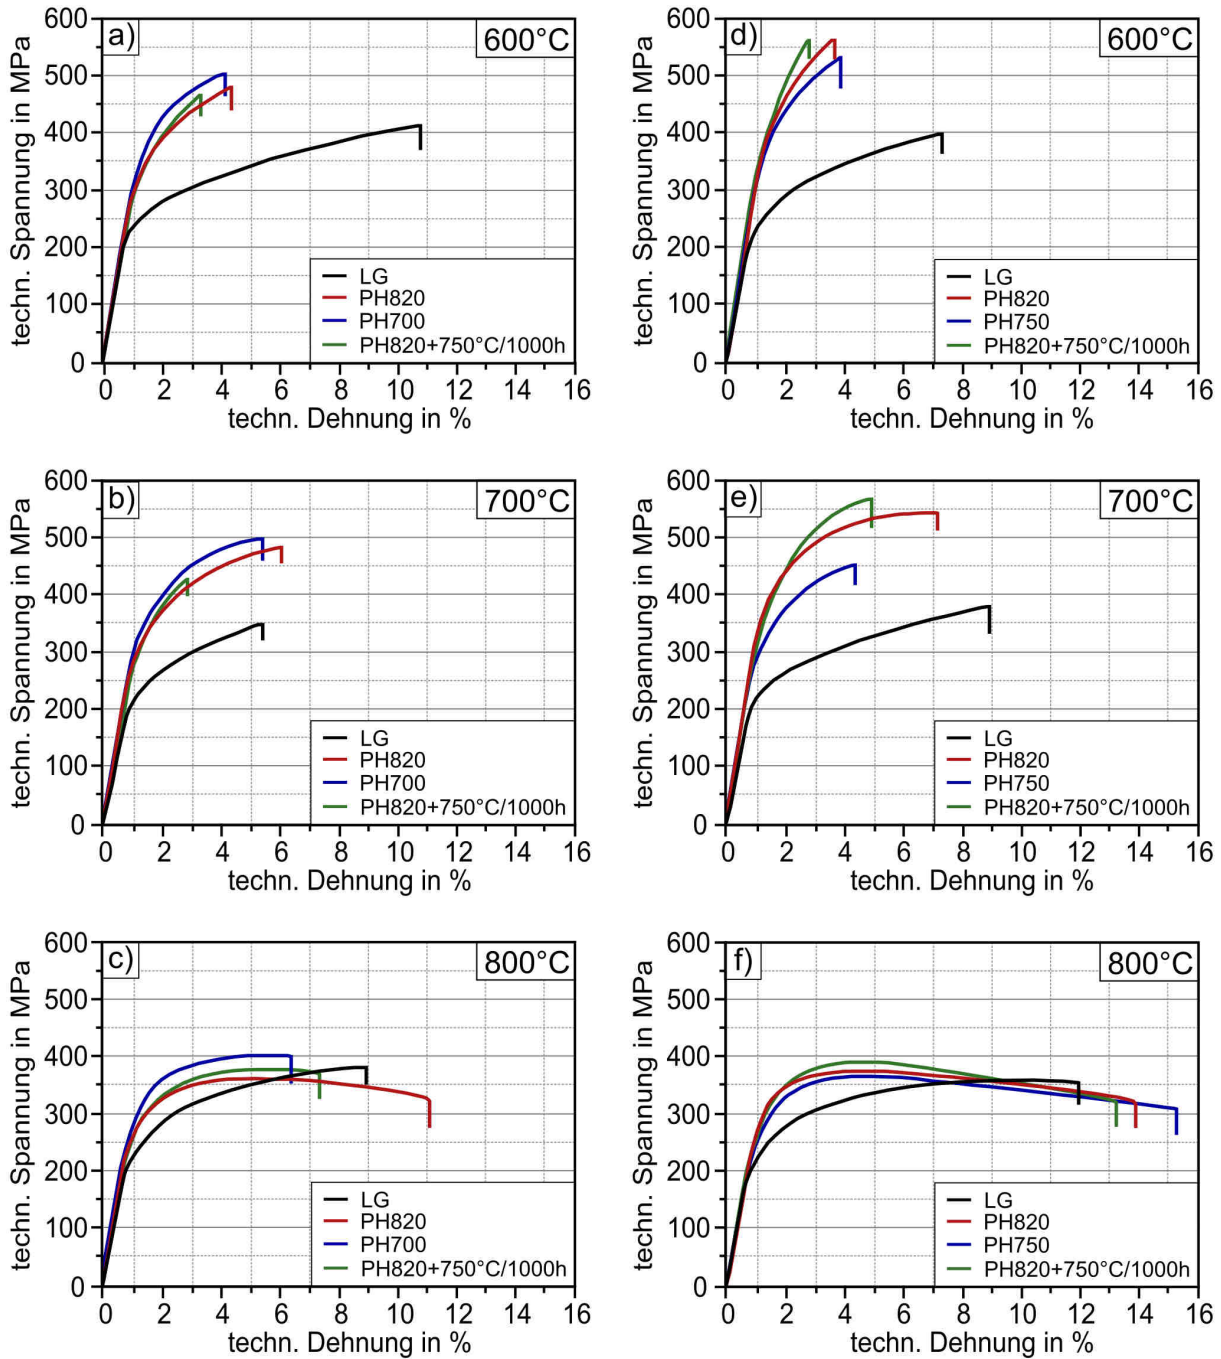 a)
600°C
techn. Spannung in MPa
600
500
400
300
200
100
0
LG
PH820
PH700
PH820+750°C/1000h
0 2 4 6 8 10 12 14 16
techn. Dehnung in %
d)
600°C
techn. Spannung in MPa
600
500
400
300
200
100
0
LG
PH820
PH750
PH820+750°C/1000h
0 2 4 6 8 10 12 14 16
techn. Dehnung in %
b)
700°C
techn. Spannung in MPa
600
500
400
300
200
100
0
LG
PH820
PH700
PH820+750°C/1000h
0 2 4 6 8 10 12 14 16
techn. Dehnung in %
e)
700°C
techn. Spannung in MPa
600
500
400
300
200
100
0
LG
PH820
PH750
PH820+750°C/1000h
0 2 4 6 8 10 12 14 16
techn. Dehnung in %
c)
800°C
techn. Spannung in MPa
600
500
400
300
200
100
0
LG
PH820
PH700
PH820+750°C/1000h
0 2 4 6 8 10 12 14 16
techn. Dehnung in %
f)
800°C
techn. Spannung in MPa
600
500
400
300
200
100
0
LG
PH820
PH750
PH820+750°C/1000h
0 2 4 6 8 10 12 14 16
techn. Dehnung in %